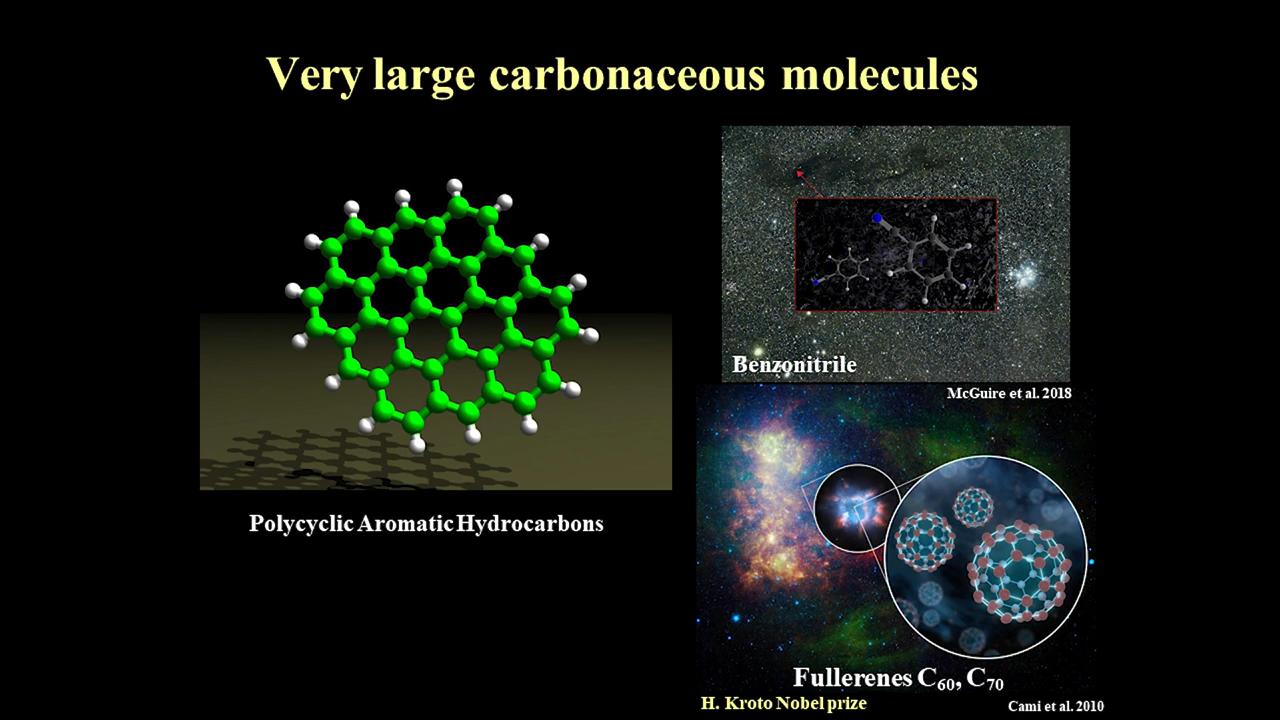 Very large carbonaceous molecules
Benzonitrile
McGuire et al. 2018
Polycyclic Aromatic Hydrocarbons
Fullerenes C₆₀, C₇₀
H. Kroto Nobel prize
Cami et al. 2010